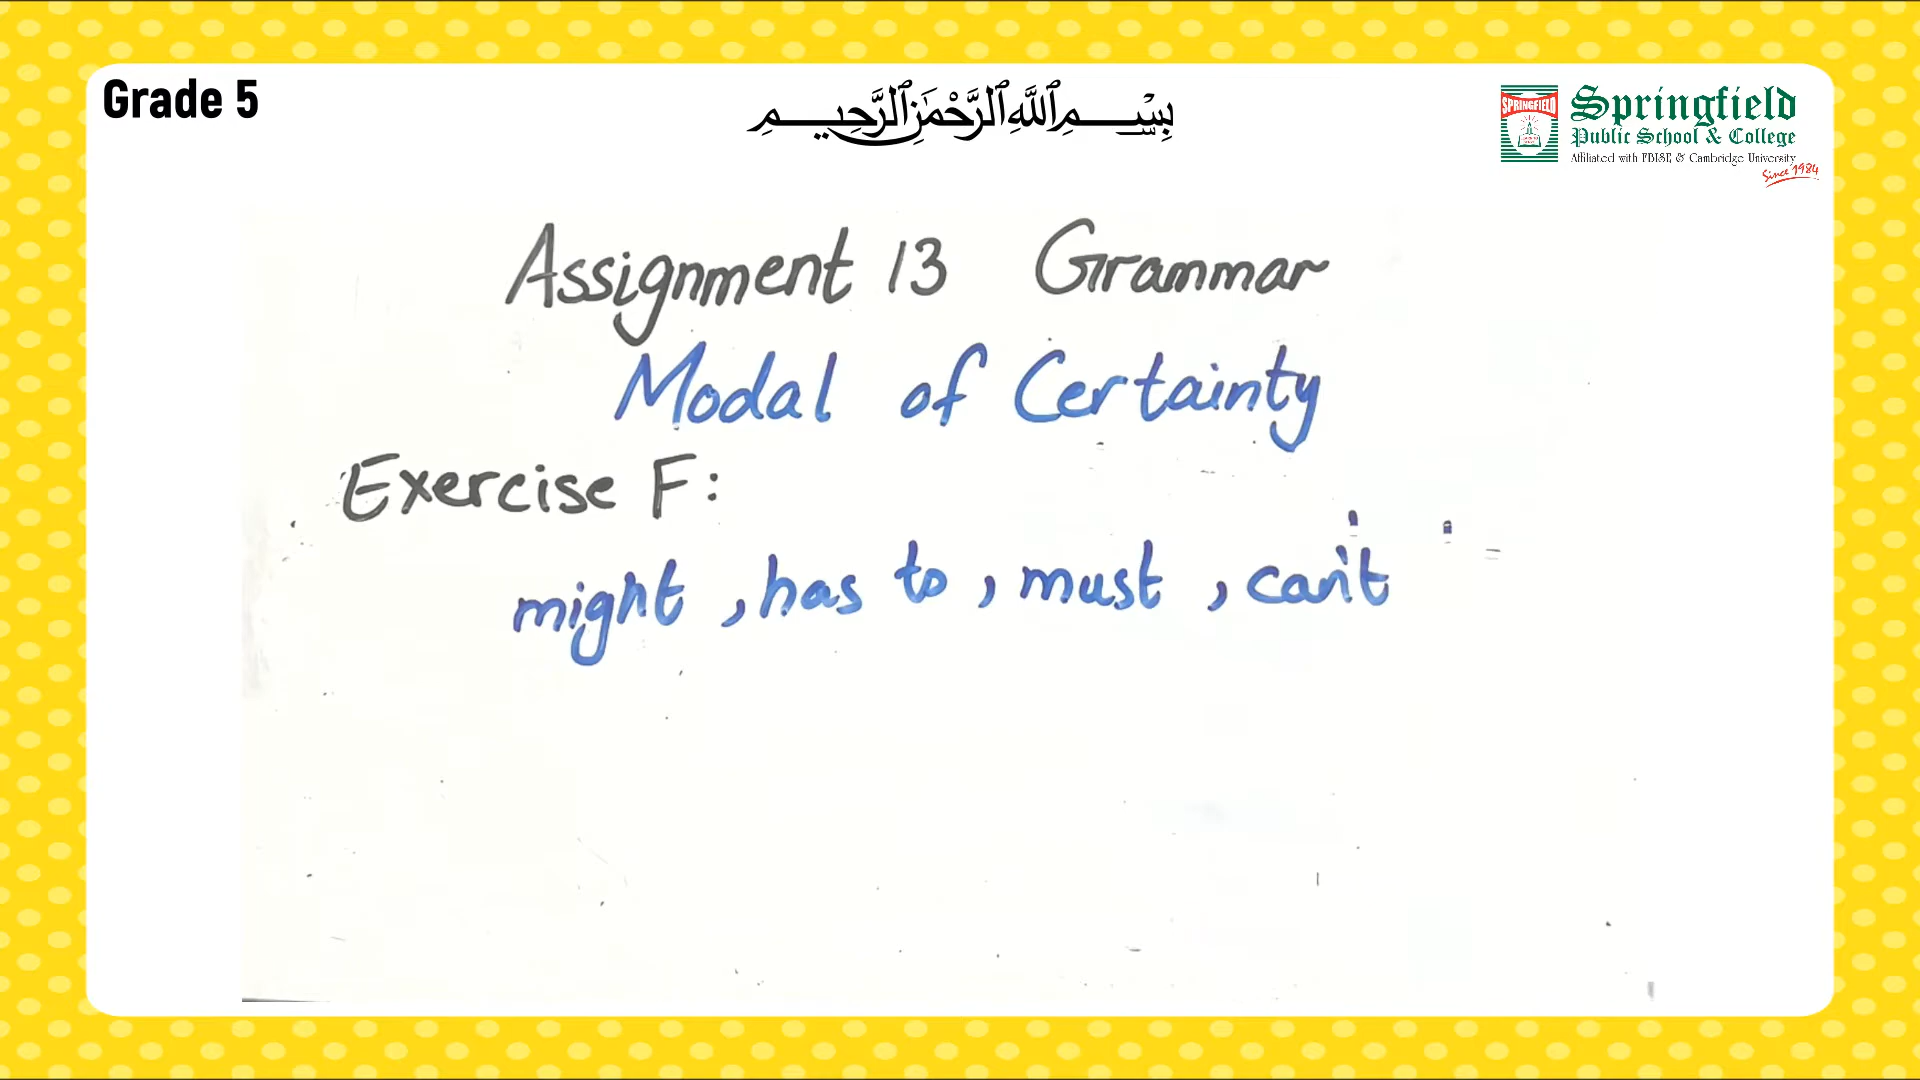 Grade 5
بِسْمِ ٱللَّٰهِ ٱلرَّحْمَٰنِ ٱلرَّحِيمِ
SPRINGFIELD
Springfield
Public School & College
Affiliated with FBISE & Cambridge University
Since 1984
Assignment 13 Grammar
Modal of Certainty
Exercise F:
might , has to , must , can't